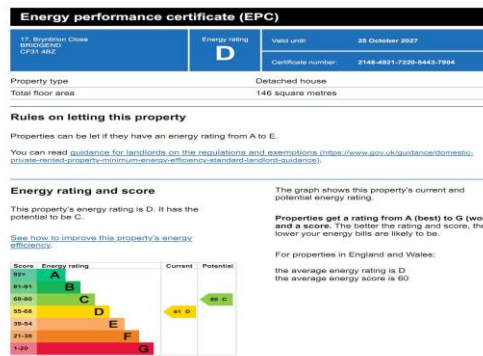 Energy performance certificate (EPC)
17, Bryntirion Close
BRIDGEND
CF31 4BZ
Energy rating
D
Valid until:
25 October 2027
Certificate number:
2148-4921-7220-5443-7904
Property type
Detached house
Total floor area
146 square metres
Rules on letting this property
Properties can be let if they have an energy rating from A to E.
You can read guidance for landlords on the regulations and exemptions (https://www.gov.uk/guidance/domestic-
private-rented-property-minimum-energy-efficiency-standard-landlord-guidance).
Energy rating and score
This property's energy rating is D. It has the
potential to be C.
See how to improve this property's energy
efficiency.
Score Energy rating Current Potential
92+ A
81-91 B
69-80 C
55-68 D
39-54 E
21-38 F
1-20 G
61 D
C
The graph shows this property's current and
potential energy rating.
Properties get a rating from A (best) to G (wo
and a score. The better the rating and score, the
lower your energy bills are likely to be.
For properties in England and Wales:
the average energy rating is D
the average energy score is 60